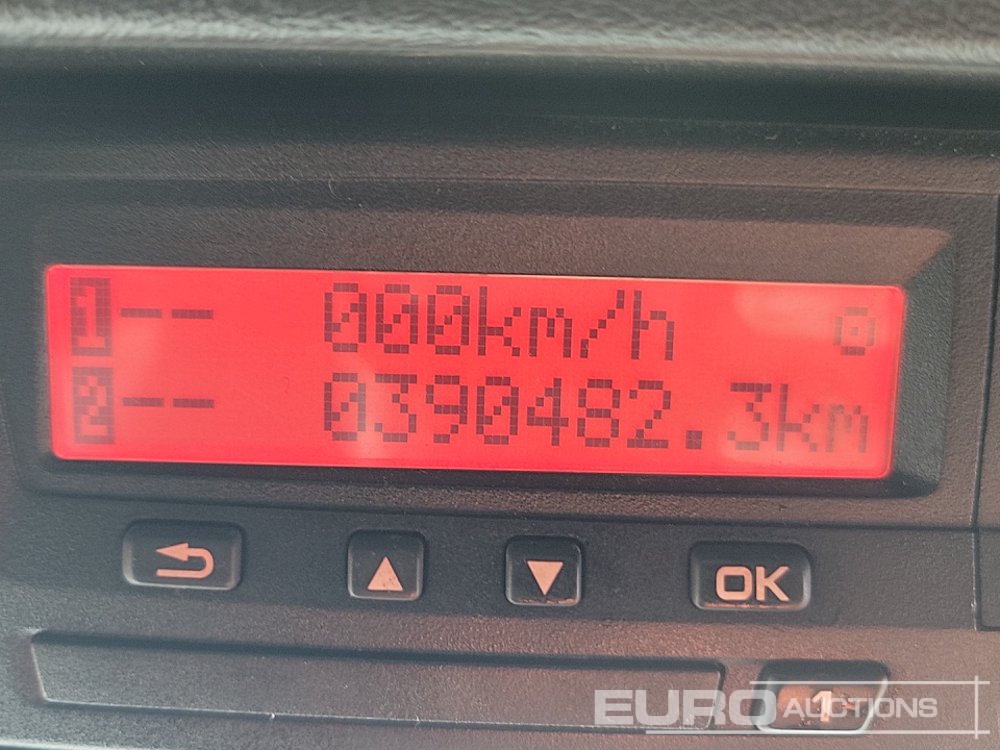 1-- 000km/h
2-- 0390482.3km
OK
1
EURO AUCTIONS